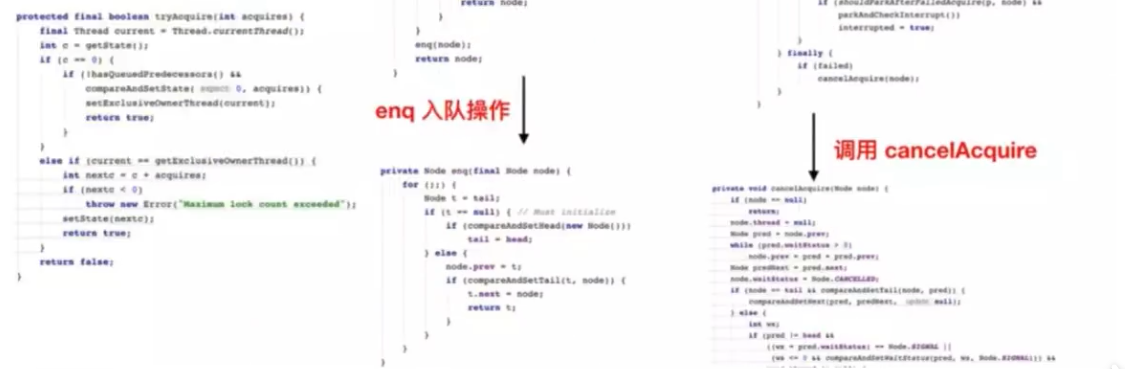 protected final boolean tryAcquire(int acquires) {
final Thread current = Thread.currentThread();
int c = getState();
if (c == 0) {
if (!hasQueuedPredecessors() &&
compareAndSetState( expect: 0, acquires)) {
setExclusiveOwnerThread(current);
return true;
}
}
else if (current == getExclusiveOwnerThread()) {
int nextc = c + acquires;
if (nextc < 0)
throw new Error("Maximum lock count exceeded");
setState(nextc);
return true;
}
return false;
}
return node;
}
}
enq(node);
return node;
}
enq 入队操作
private Node enq(final Node node) {
for (;;) {
Node t = tail;
if (t == null) { // Must initialize
if (compareAndSetHead(new Node()))
tail = head;
} else {
node.prev = t;
if (compareAndSetTail(t, node)) {
t.next = node;
return t;
}
}
}
}
if (shouldParkAfterFailedAcquire(p, node) &&
parkAndCheckInterrupt())
interrupted = true;
}
} finally {
if (failed)
cancelAcquire(node);
}
}
调用 cancelAcquire
private void cancelAcquire(Node node) {
if (node == null)
return;
node.thread = null;
Node pred = node.prev;
while (pred.waitStatus > 0)
node.prev = pred = pred.prev;
Node predNext = pred.next;
node.waitStatus = Node.CANCELLED;
if (node == tail && compareAndSetTail(node, pred)) {
compareAndSetNext(pred, predNext, update: null);
} else {
int ws;
if (pred != head &&
((ws = pred.waitStatus) == Node.SIGNAL ||
(ws <= 0 && compareAndSetWaitStatus(pred, ws, Node.SIGNAL))) &&